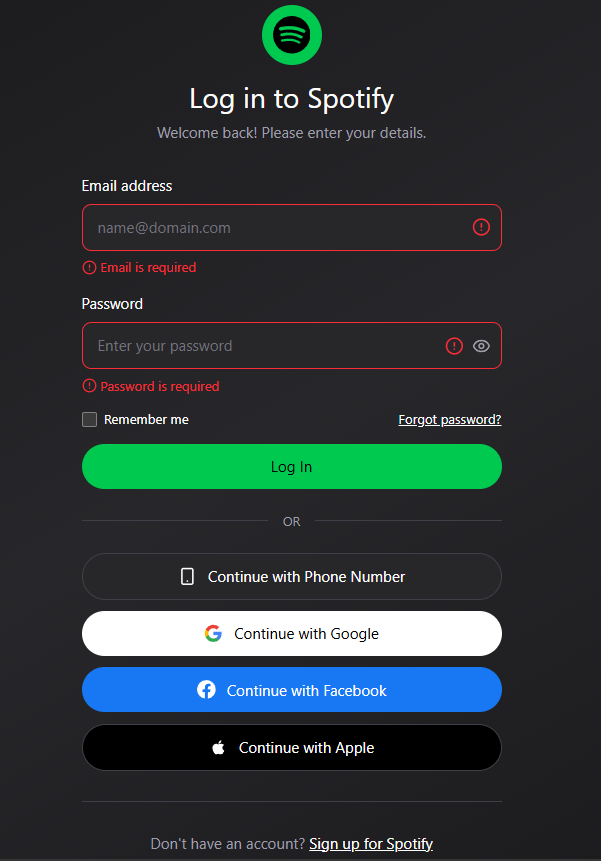 Log in to Spotify
Welcome back! Please enter your details.
Email address
name@domain.com
Email is required
Password
Enter your password
Password is required
Remember me Forgot password?
Log In
OR
Continue with Phone Number
Continue with Google
Continue with Facebook
Continue with Apple
Don't have an account? Sign up for Spotify